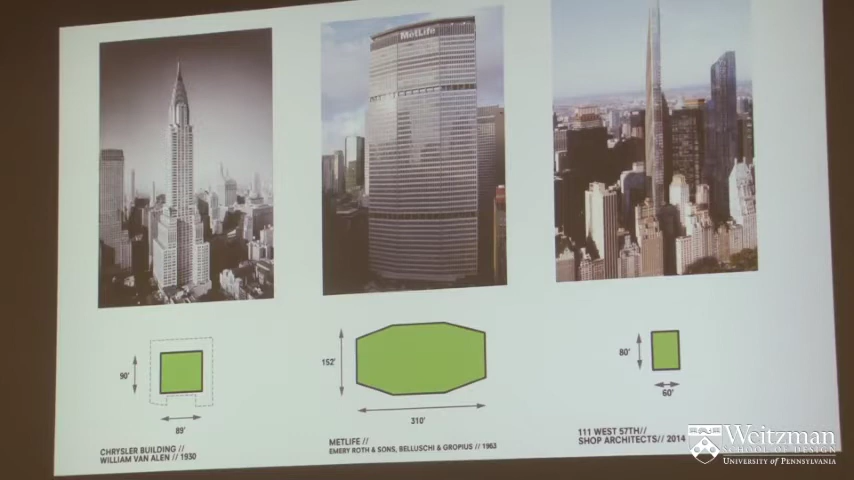 MetLife
90'
89'
152'
310'
80'
60'
CHRYSLER BUILDING //
WILLIAM VAN ALEN // 1930
METLIFE //
EMERY ROTH & SONS, BELLUSCHI & GROPIUS // 1963
111 WEST 57TH//
SHOP ARCHITECTS// 2014
Weitzman
SCHOOL OF DESIGN
UNIVERSITY OF PENNSYLVANIA